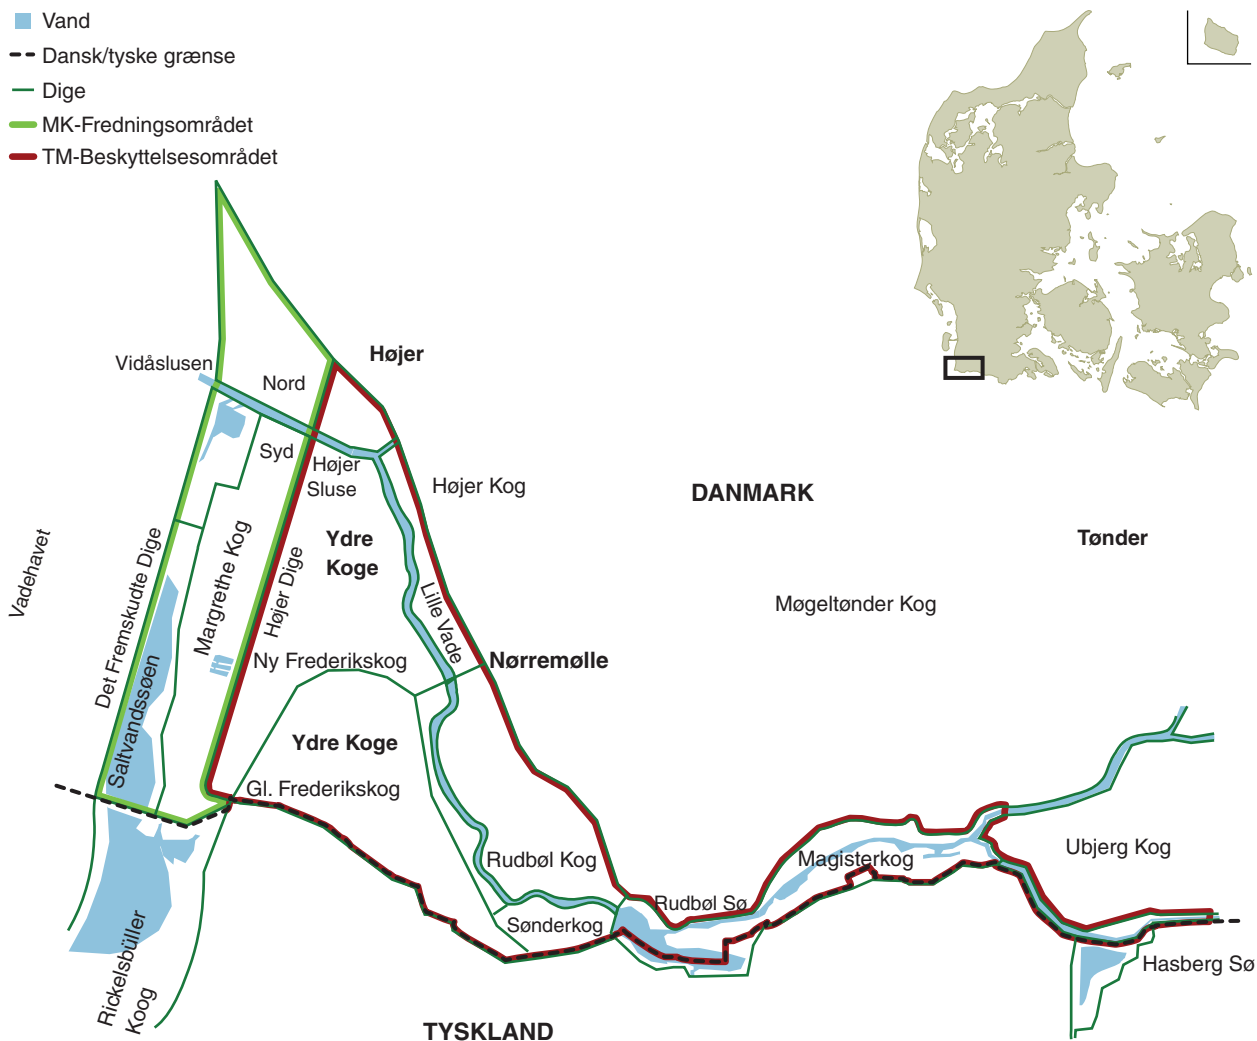 Vand
Dansk/tyske grænse
Dige
MK-Fredningsområdet
TM-Beskyttelsesområdet
Vidåslusen
Højer
Nord
Syd
Højer
Sluse
Højer Kog
DANMARK
Tønder
Ydre
Koge
Vadehavet
Det Fremskudte Dige
Margrethe Kog
Højer Dige
Lille Vade
Møgeltønder Kog
Ny Frederikskog
Nørremølle
Saltvandssøen
Ydre Koge
Gl. Frederikskog
Rudbøl Kog
Magisterkog
Ubjerg Kog
Rudbøl Sø
Sønderkog
Hasberg Sø
Rickelsbüller
Koog
TYSKLAND